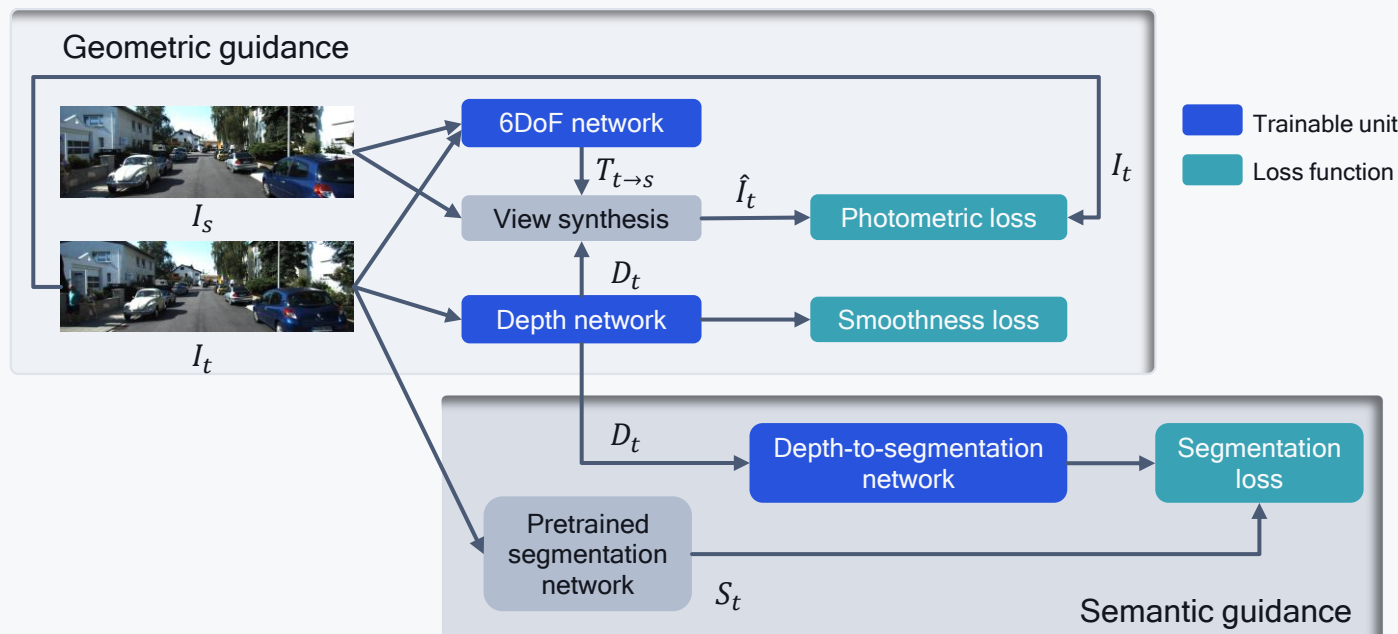 Geometric guidance
6DoF network
Trainable unit
Loss function
T_{t→s}
I_t
Î_t
I_s
View synthesis
Photometric loss
D_t
Depth network
Smoothness loss
I_t
D_t
Depth-to-segmentation
network
Segmentation
loss
Pretrained
segmentation
network
S_t
Semantic guidance